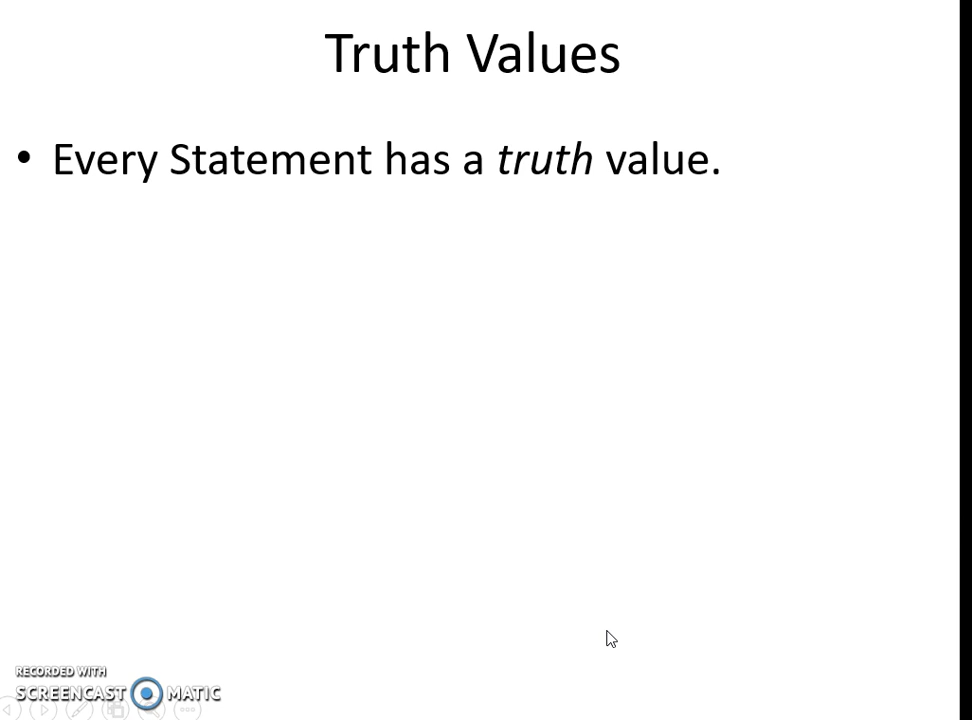 Truth Values
• Every Statement has a truth value.
RECORDED WITH
SCREENCAST MATIC